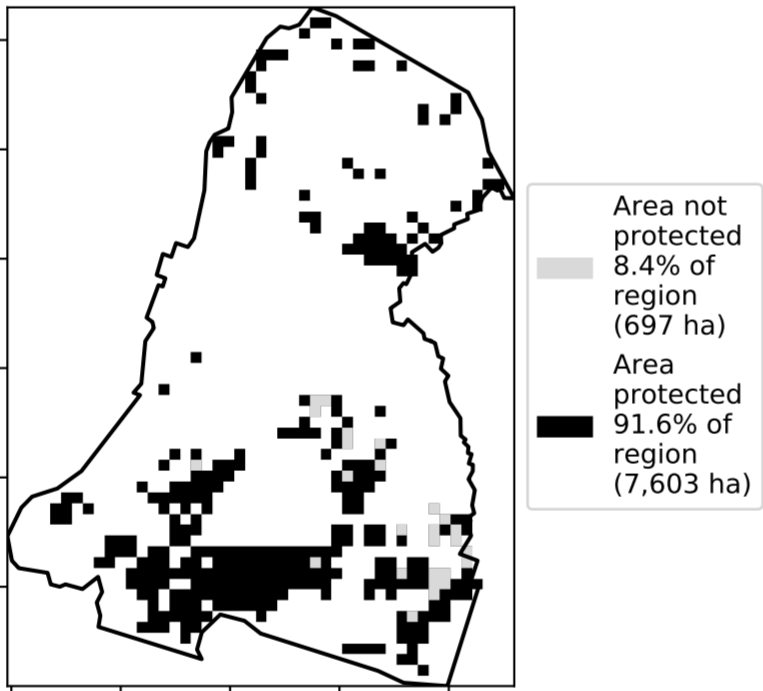 Area not
protected
8.4% of
region
(697 ha)
Area
protected
91.6% of
region
(7,603 ha)